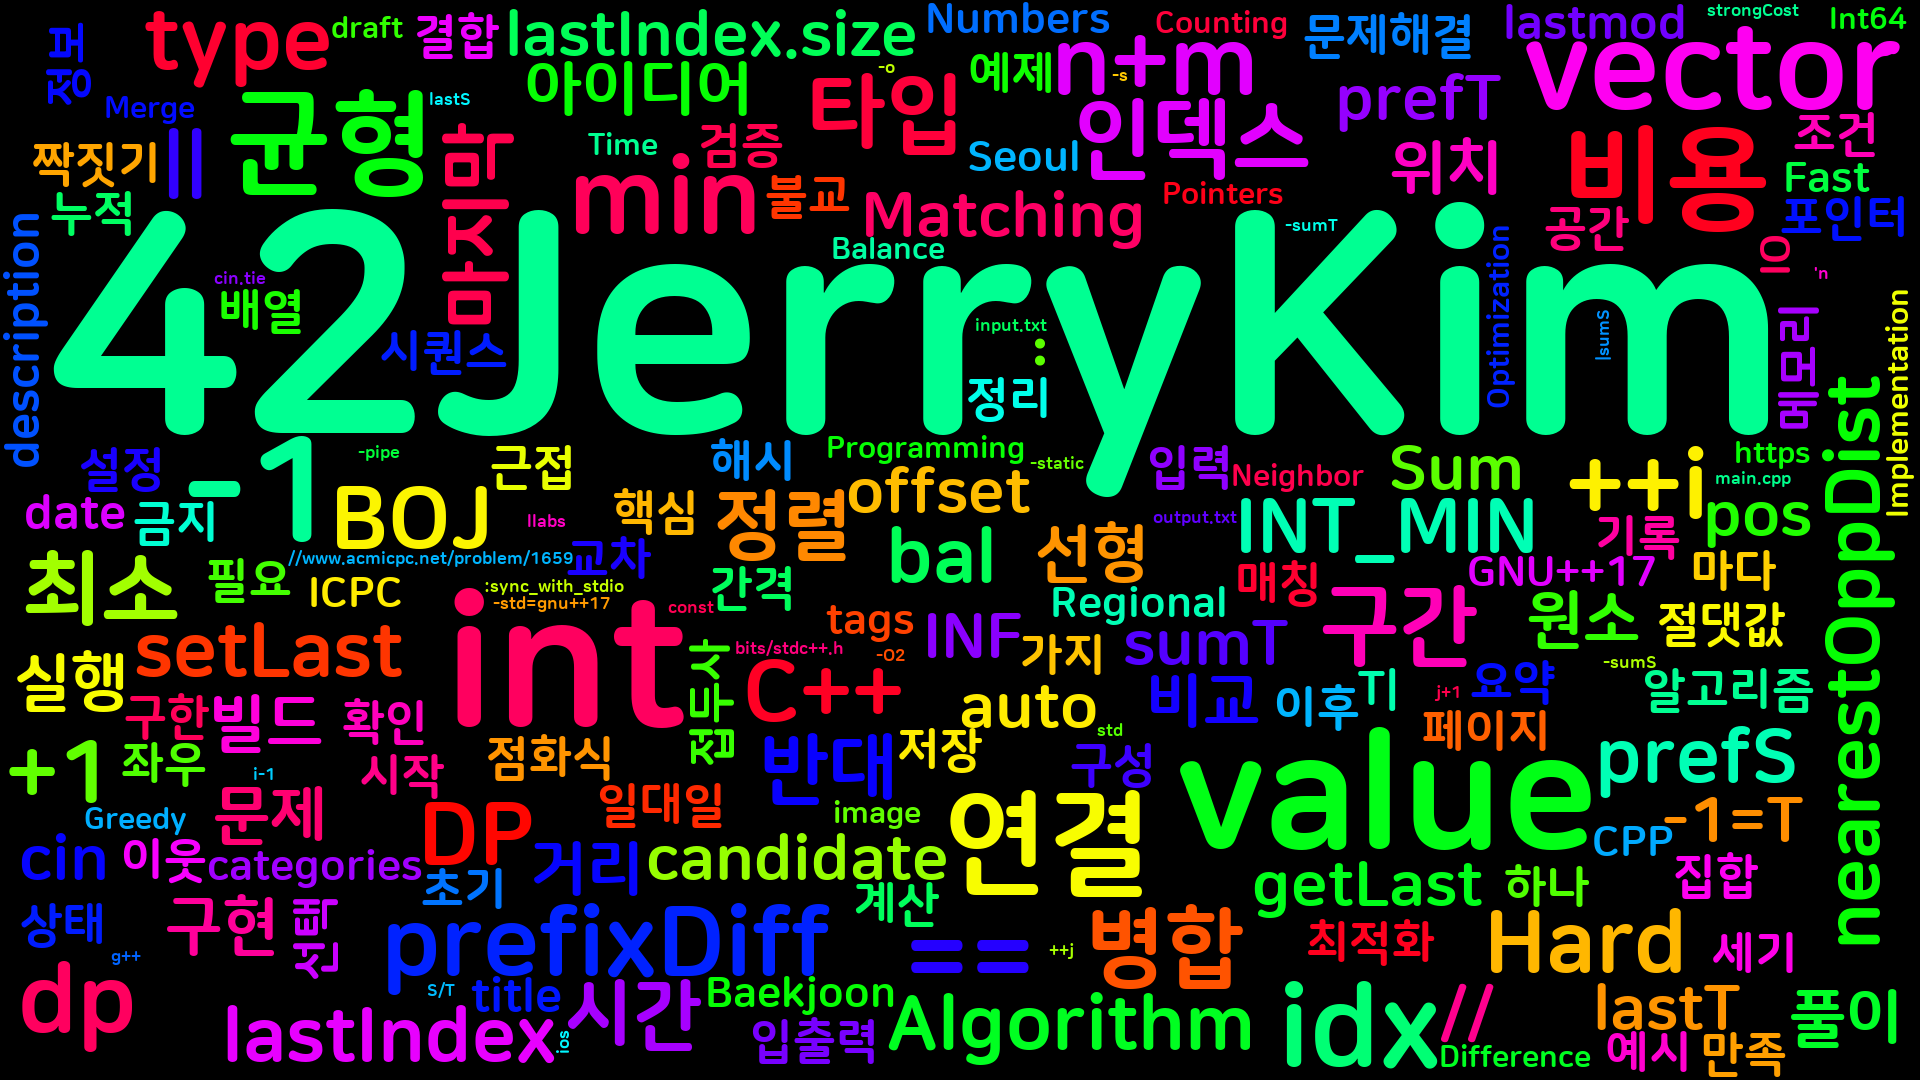 퍼젓
type
draft
결합
lastIndex.size
Numbers
Counting
문제해결
lastmod
strongCost
Int64
Merge
균형
lastS
아이디어
-o
타입
예제
n+m
-s
인덱스
prefT
vector
짝짓기
||
마지막
Time
검증
min
불교
Matching
Seoul
Pointers
위치
비용
조건
Fast
누적
공간
포인터
description
42JerryKim
Balance
-sumT
Optimization
IO
'n
cin.tie
배열
시퀀스
input.txt
:
정리
lsumS
메모리
Implementation
설정
-1
-pipe
근접
해시
Programming
-static
입력
Neighbor
Sum
++i
https
main.cpp
nearestOppDist
date
금지
BOJ
llabs
핵심
정렬
offset
output.txt
INT_MIN
기록
pos
//www.acmicpc.net/problem/1659
교차
bal
선형
최소
필요
ICPC
:sync_with_stdio
-std=gnu++17
간격
매칭
GNU++17
마다
const
Regional
구간
원소
절댓값
setLast
int
tags
INF
가지
sumT
실행
접두사
bits/stdc++.h
-O2
C++
-sumS
알고리즘
구한
빌드
확인
auto
비교
이후
TI
j+1
요약
페이지
+1
좌우
i-1
시작
점화식
반대
저장
std
구성
value
prefS
Greedy
문제
DP
일대일
image
연결
CPP
-1=T
cin
이웃
categories
초기
거리
candidate
계산
getLast
하나
집합
상태
g++
구현
선택
prefixDiff
==
++j
병합
최적화
Hard
세기
dp
S/T
title
시간
Baekjoon
lastIndex
ios
입출력
Algorithm
idx
//
Difference
lastT
예시
만족
풀이